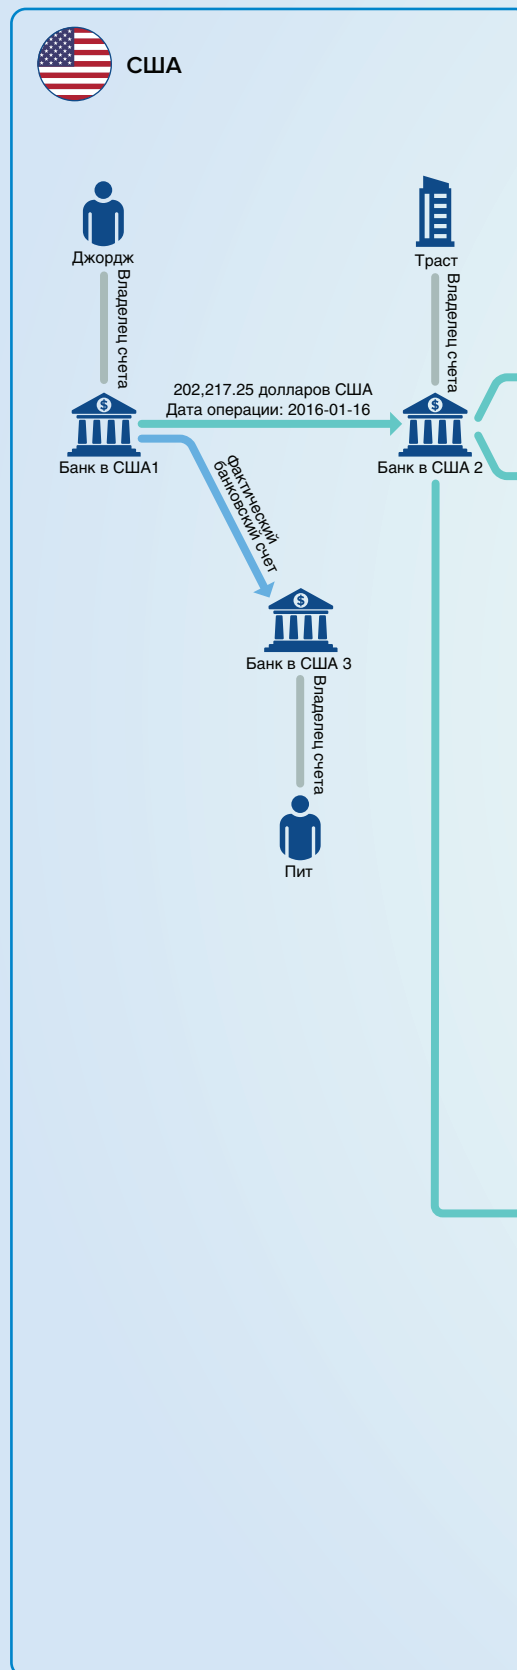 США
Джордж
Траст
Владелец счета
Владелец счета
202,217.25 долларов США
Дата операции: 2016-01-16
Банк в США1
Банк в США 2
Фактический
банковский счет
Банк в США 3
Владелец счета
Пит